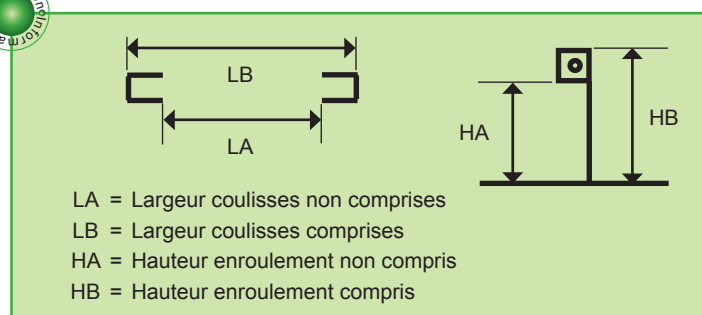 LB
LA
HA
HB
LA = Largeur coulisses non comprises
LB = Largeur coulisses comprises
HA = Hauteur enroulement non compris
HB = Hauteur enroulement compris